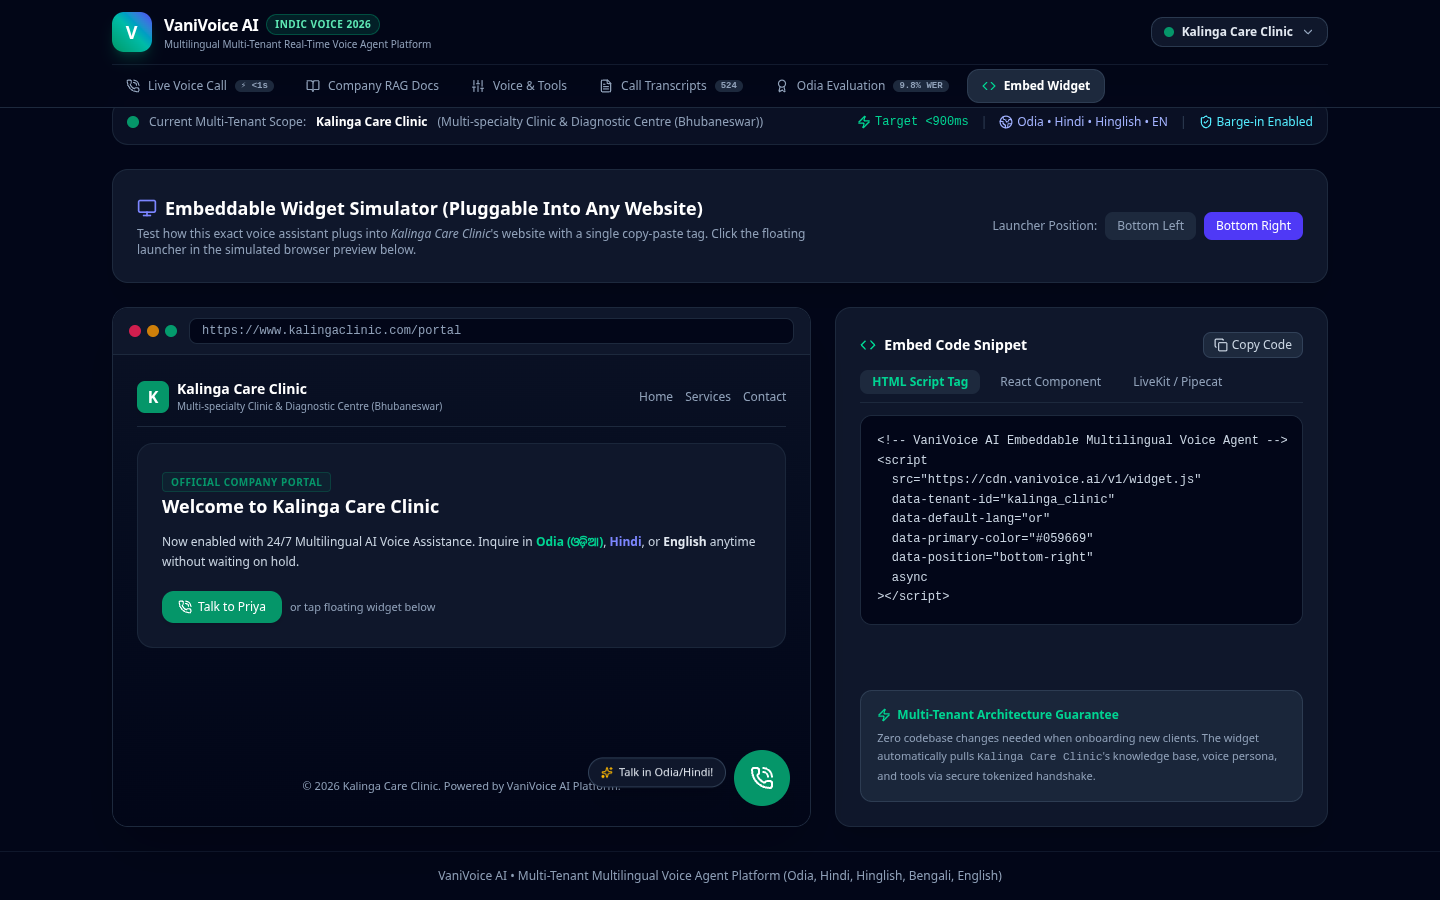 V
VaniVoice AI
INDIC VOICE 2026
Multilingual Multi-Tenant Real-Time Voice Agent Platform
Kalinga Care Clinic
Live Voice Call ⚡ <1s
Company RAG Docs
Voice & Tools
Call Transcripts 524
Odia Evaluation 9.8% WER
Embed Widget
Current Multi-Tenant Scope: Kalinga Care Clinic (Multi-specialty Clinic & Diagnostic Centre (Bhubaneswar))
Target <900ms | Odia • Hindi • Hinglish • EN | Barge-in Enabled
Embeddable Widget Simulator (Pluggable Into Any Website)
Test how this exact voice assistant plugs into Kalinga Care Clinic's website with a single copy-paste tag. Click the floating
launcher in the simulated browser preview below.
Launcher Position: Bottom Left Bottom Right
https://www.kalingaclinic.com/portal
K
Kalinga Care Clinic
Multi-specialty Clinic & Diagnostic Centre (Bhubaneswar)
Home Services Contact
OFFICIAL COMPANY PORTAL
Welcome to Kalinga Care Clinic
Now enabled with 24/7 Multilingual AI Voice Assistance. Inquire in Odia (ଓଡ଼ିଆ), Hindi, or English anytime
without waiting on hold.
Talk to Priya or tap floating widget below
Talk in Odia/Hindi!
© 2026 Kalinga Care Clinic. Powered by VaniVoice AI Platform.
Embed Code Snippet
Copy Code
HTML Script Tag React Component LiveKit / Pipecat
<!-- VaniVoice AI Embeddable Multilingual Voice Agent -->
<script
src="https://cdn.vanivoice.ai/v1/widget.js"
data-tenant-id="kalinga_clinic"
data-default-lang="or"
data-primary-color="#059669"
data-position="bottom-right"
async
></script>
Multi-Tenant Architecture Guarantee
Zero codebase changes needed when onboarding new clients. The widget
automatically pulls Kalinga Care Clinic's knowledge base, voice persona,
and tools via secure tokenized handshake.
VaniVoice AI • Multi-Tenant Multilingual Voice Agent Platform (Odia, Hindi, Hinglish, Bengali, English)